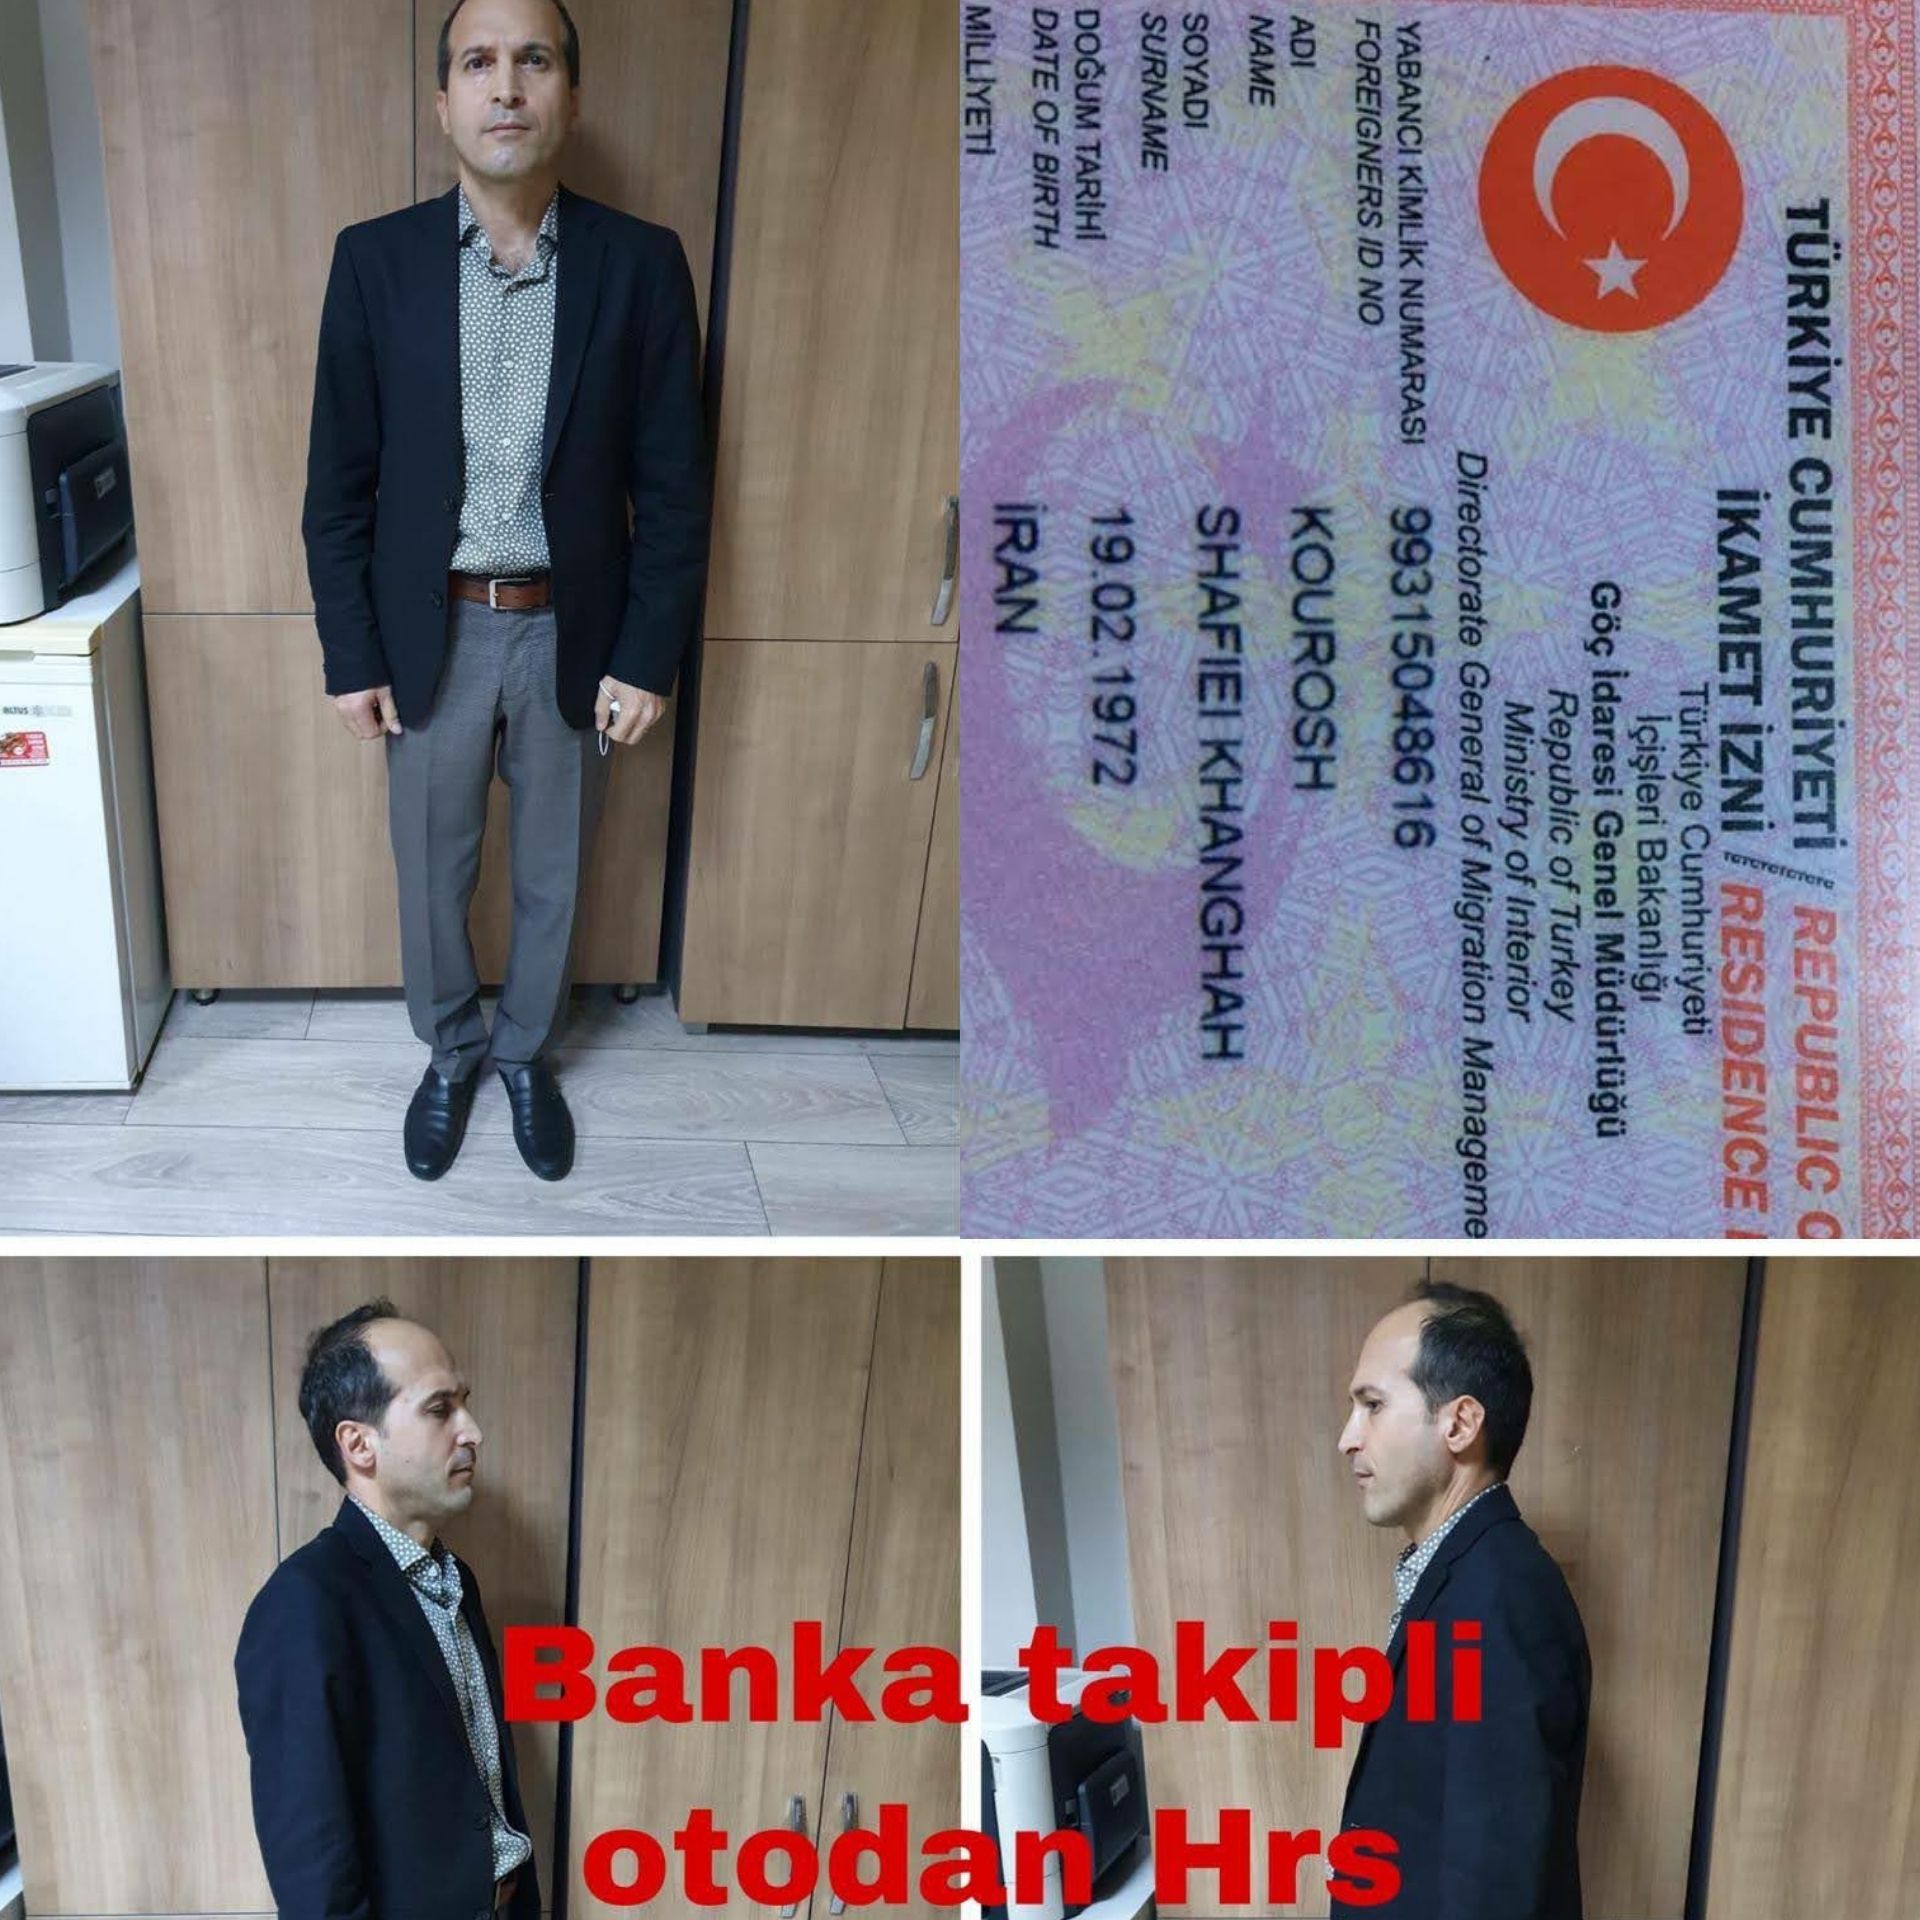 TÜRKİYE CUMHURİYETİ / REPUBLIC O
İKAMET İZNİ / RESIDENCE
Türkiye Cumhuriyeti
İçişleri Bakanlığı
Göç İdaresi Genel Müdürlüğü
Republic of Turkey
Ministry of Interior
Directorate General of Migration Manageme
YABANCI KİMLİK NUMARASI 99315048616
FOREIGNERS ID NO
ADI KOUROSH
NAME
SOYADI SHAFIEI KHANGHAH
SURNAME
DOĞUM TARİHİ 19.02.1972
DATE OF BIRTH
MİLLİYETİ İRAN
ALTUS
Banka takipli
otodan Hrs